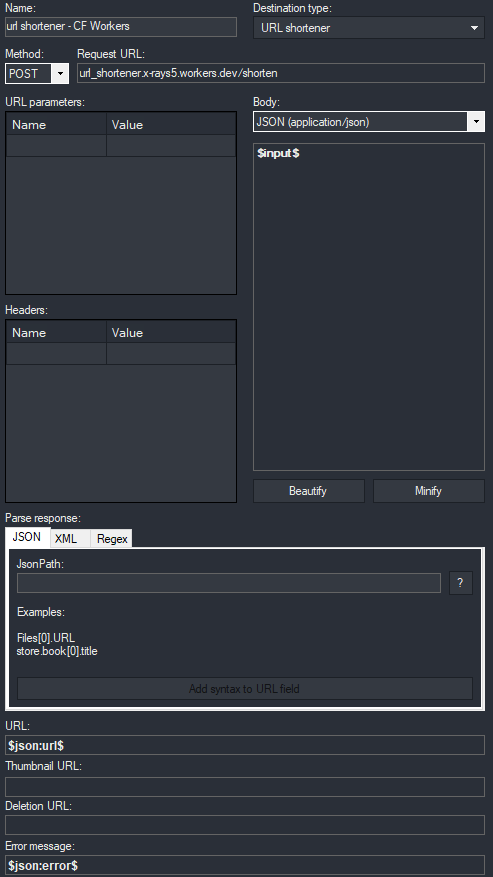 Name:
url shortener - CF Workers
Destination type:
URL shortener
Method:
POST
Request URL:
url_shortener.x-rays5.workers.dev/shorten
URL parameters:
Name Value
Body:
JSON (application/json)
$input$
Headers:
Name Value
Beautify Minify
Parse response:
JSON XML Regex
JsonPath:
?
Examples:
Files[0].URL
store.book[0].title
Add syntax to URL field
URL:
$json:url$
Thumbnail URL:
Deletion URL:
Error message:
$json:error$